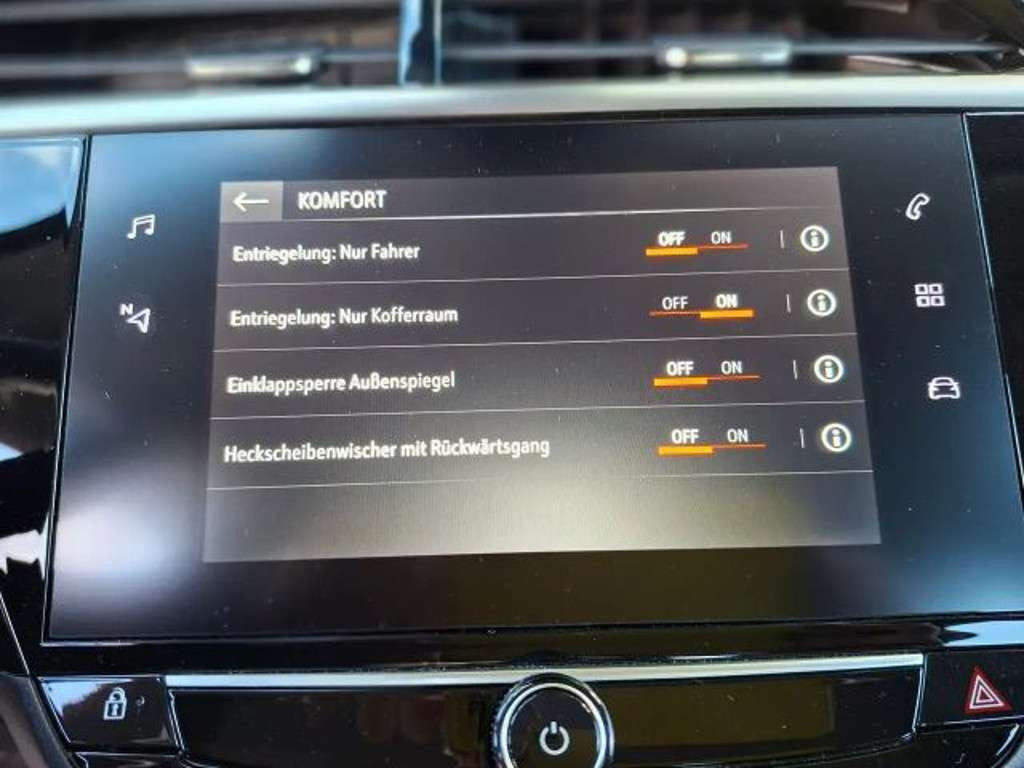 KOMFORT
Entriegelung: Nur Fahrer OFF ON
Entriegelung: Nur Kofferraum OFF ON
Einklappsperre Außenspiegel OFF ON
Heckscheibenwischer mit Rückwärtsgang OFF ON
N